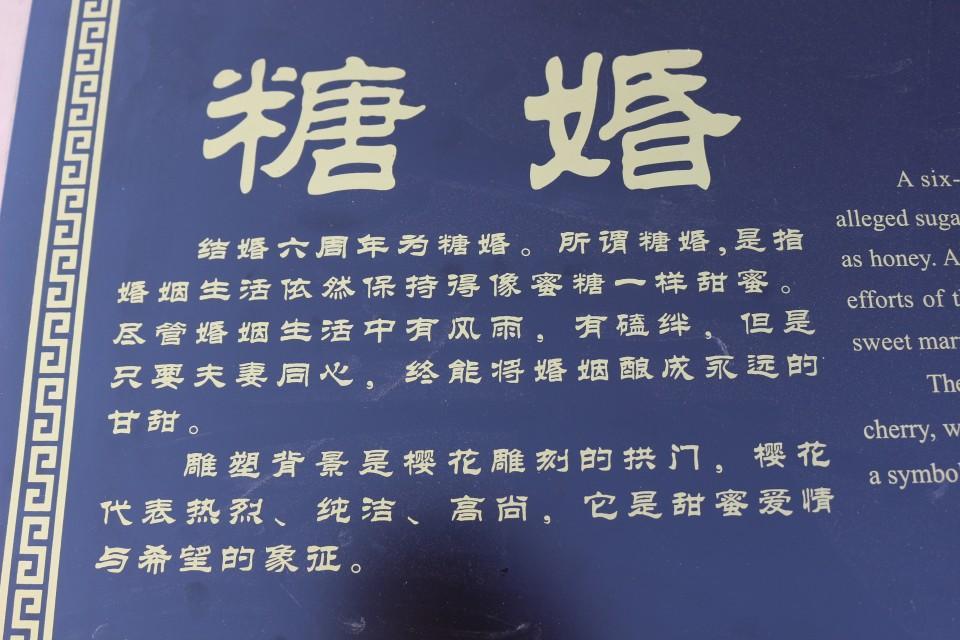 糖婚
结婚六周年为糖婚。所谓糖婚,是指
婚姻生活依然保持得像蜜糖一样甜蜜。
尽管婚姻生活中有风雨，有磕绊，但是
只要夫妻同心，终能将婚姻酿成永远的
甘甜。
雕塑背景是樱花雕刻的拱门，樱花
代表热烈、纯洁、高尚，它是甜蜜爱情
与希望的象征。
A six-
alleged suga
as honey. A
efforts of t
sweet mar
The
cherry, w
a symbol